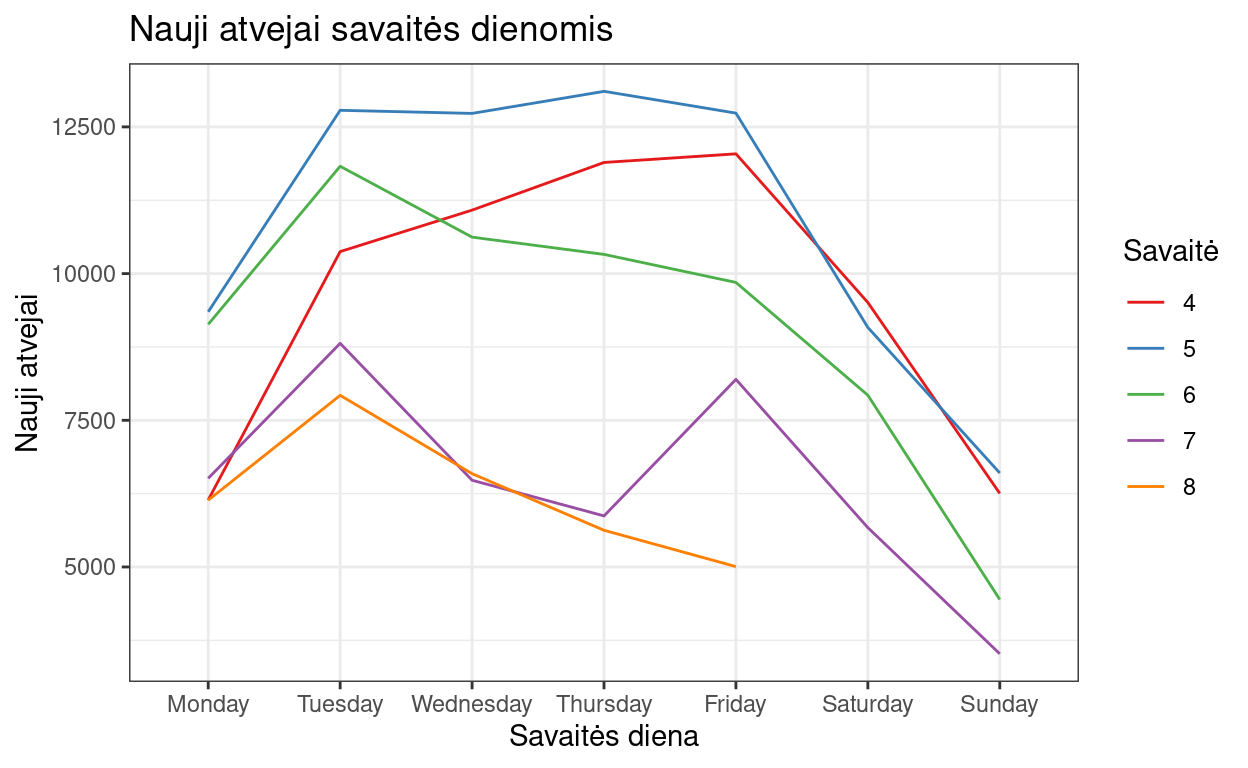 Nauji atvejai savaitės dienomis
Nauji atvejai
12500
10000
7500
5000
Monday Tuesday Wednesday Thursday Friday Saturday Sunday
Savaitės diena
Savaitė
4
5
6
7
8